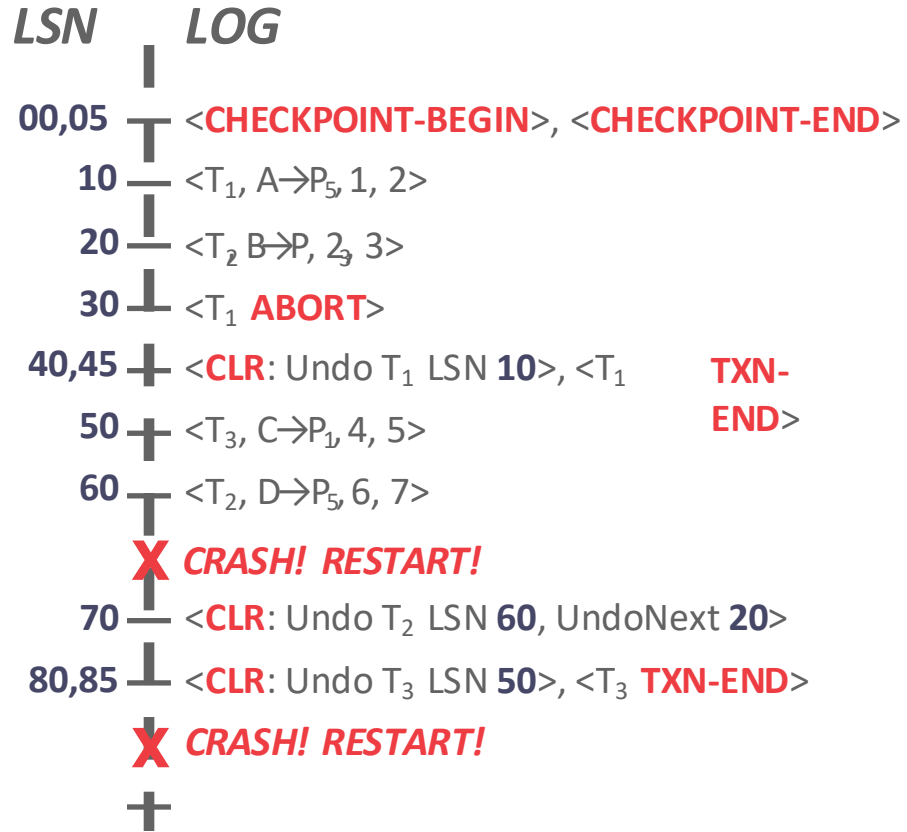 LSN LOG
00,05 <CHECKPOINT-BEGIN>, <CHECKPOINT-END>
10 <T1, A→P5, 1, 2>
20 <T2, B→P, 23, 3>
30 <T1 ABORT>
40,45 <CLR: Undo T1 LSN 10>, <T1 TXN-
END>
50 <T3, C→P1, 4, 5>
60 <T2, D→P5, 6, 7>
X CRASH! RESTART!
70 <CLR: Undo T2 LSN 60, UndoNext 20>
80,85 <CLR: Undo T3 LSN 50>, <T3 TXN-END>
X CRASH! RESTART!